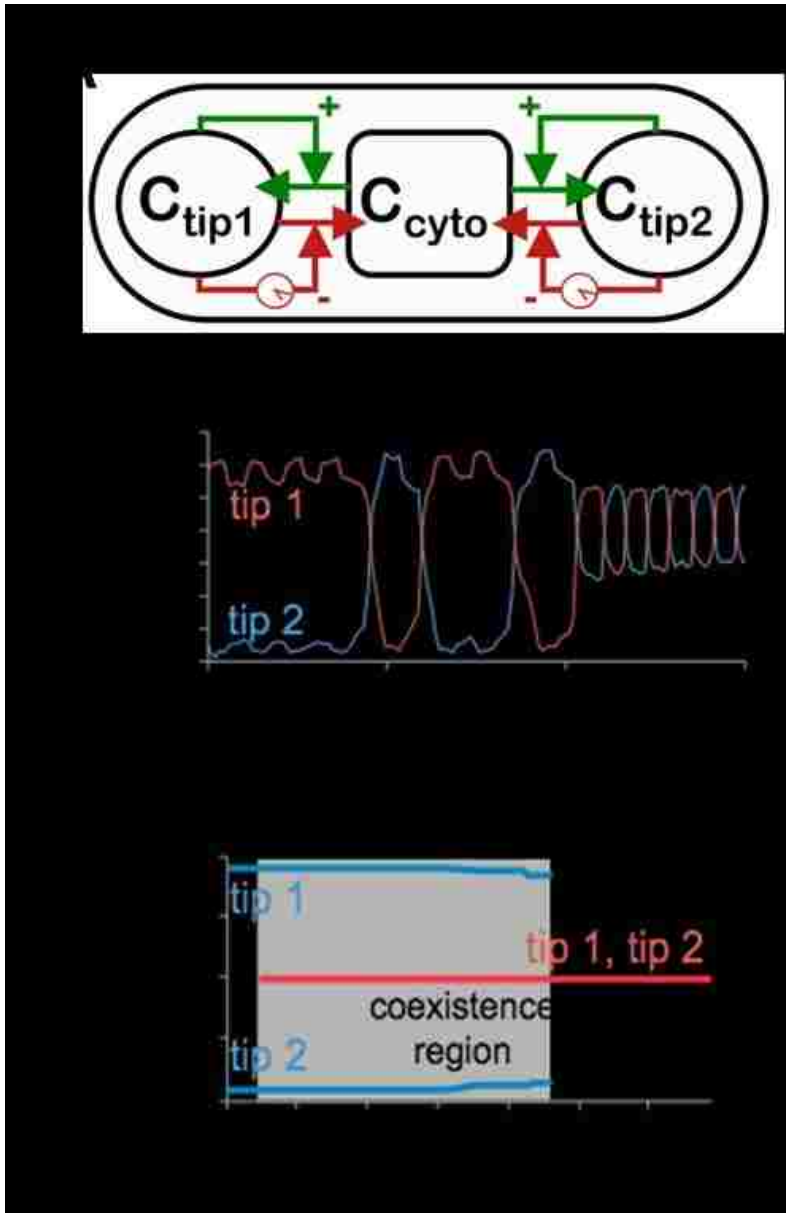 + +
C tip1
C cyto
C tip2
- -
tip 1
tip 2
tip 1
tip 1, tip 2
coexistence
region
tip 2